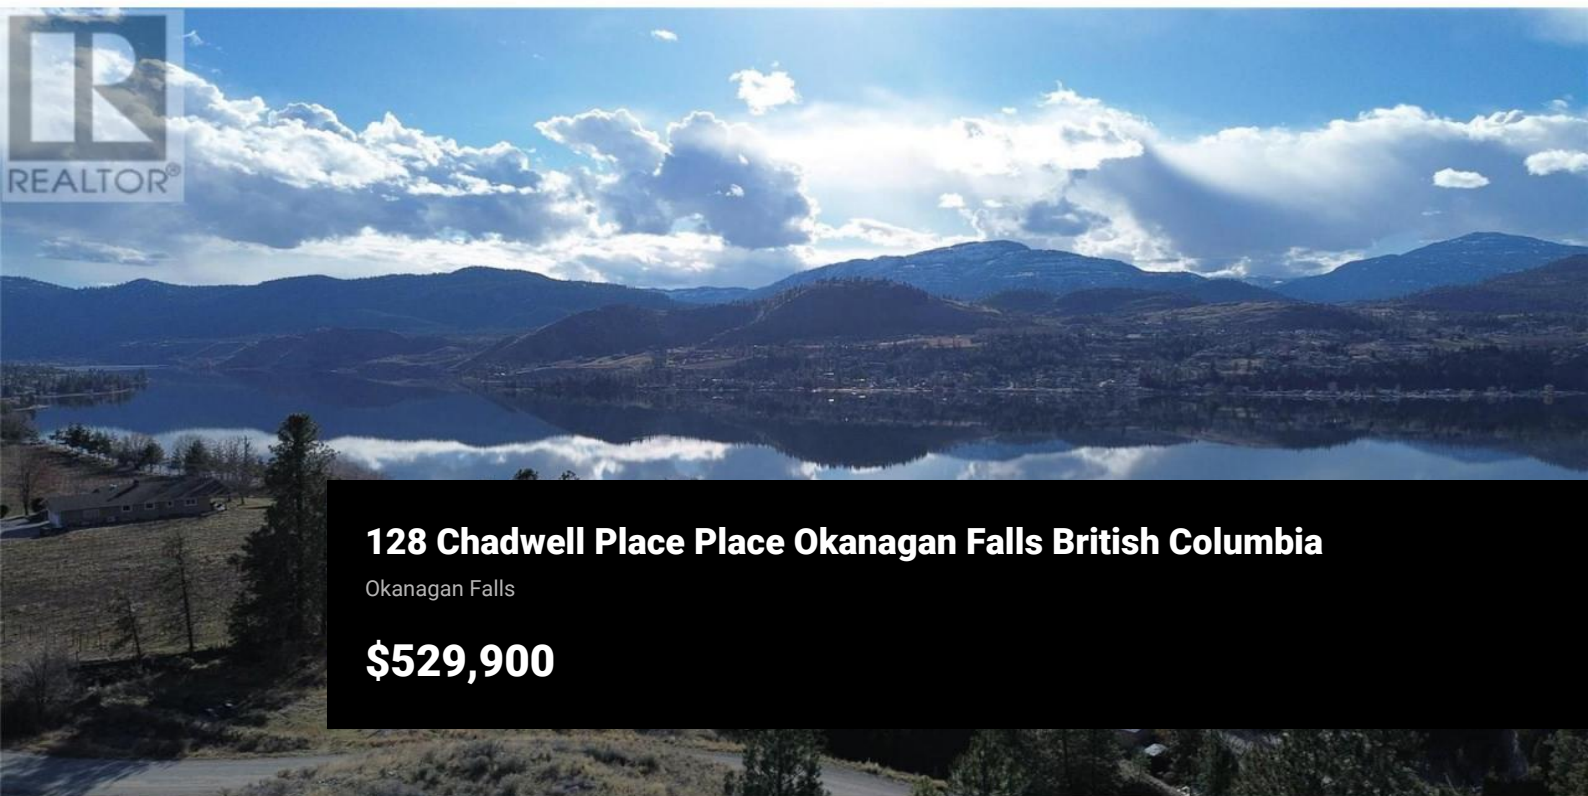 REALTOR®
128 Chadwell Place Place Okanagan Falls British Columbia
Okanagan Falls
$529,900